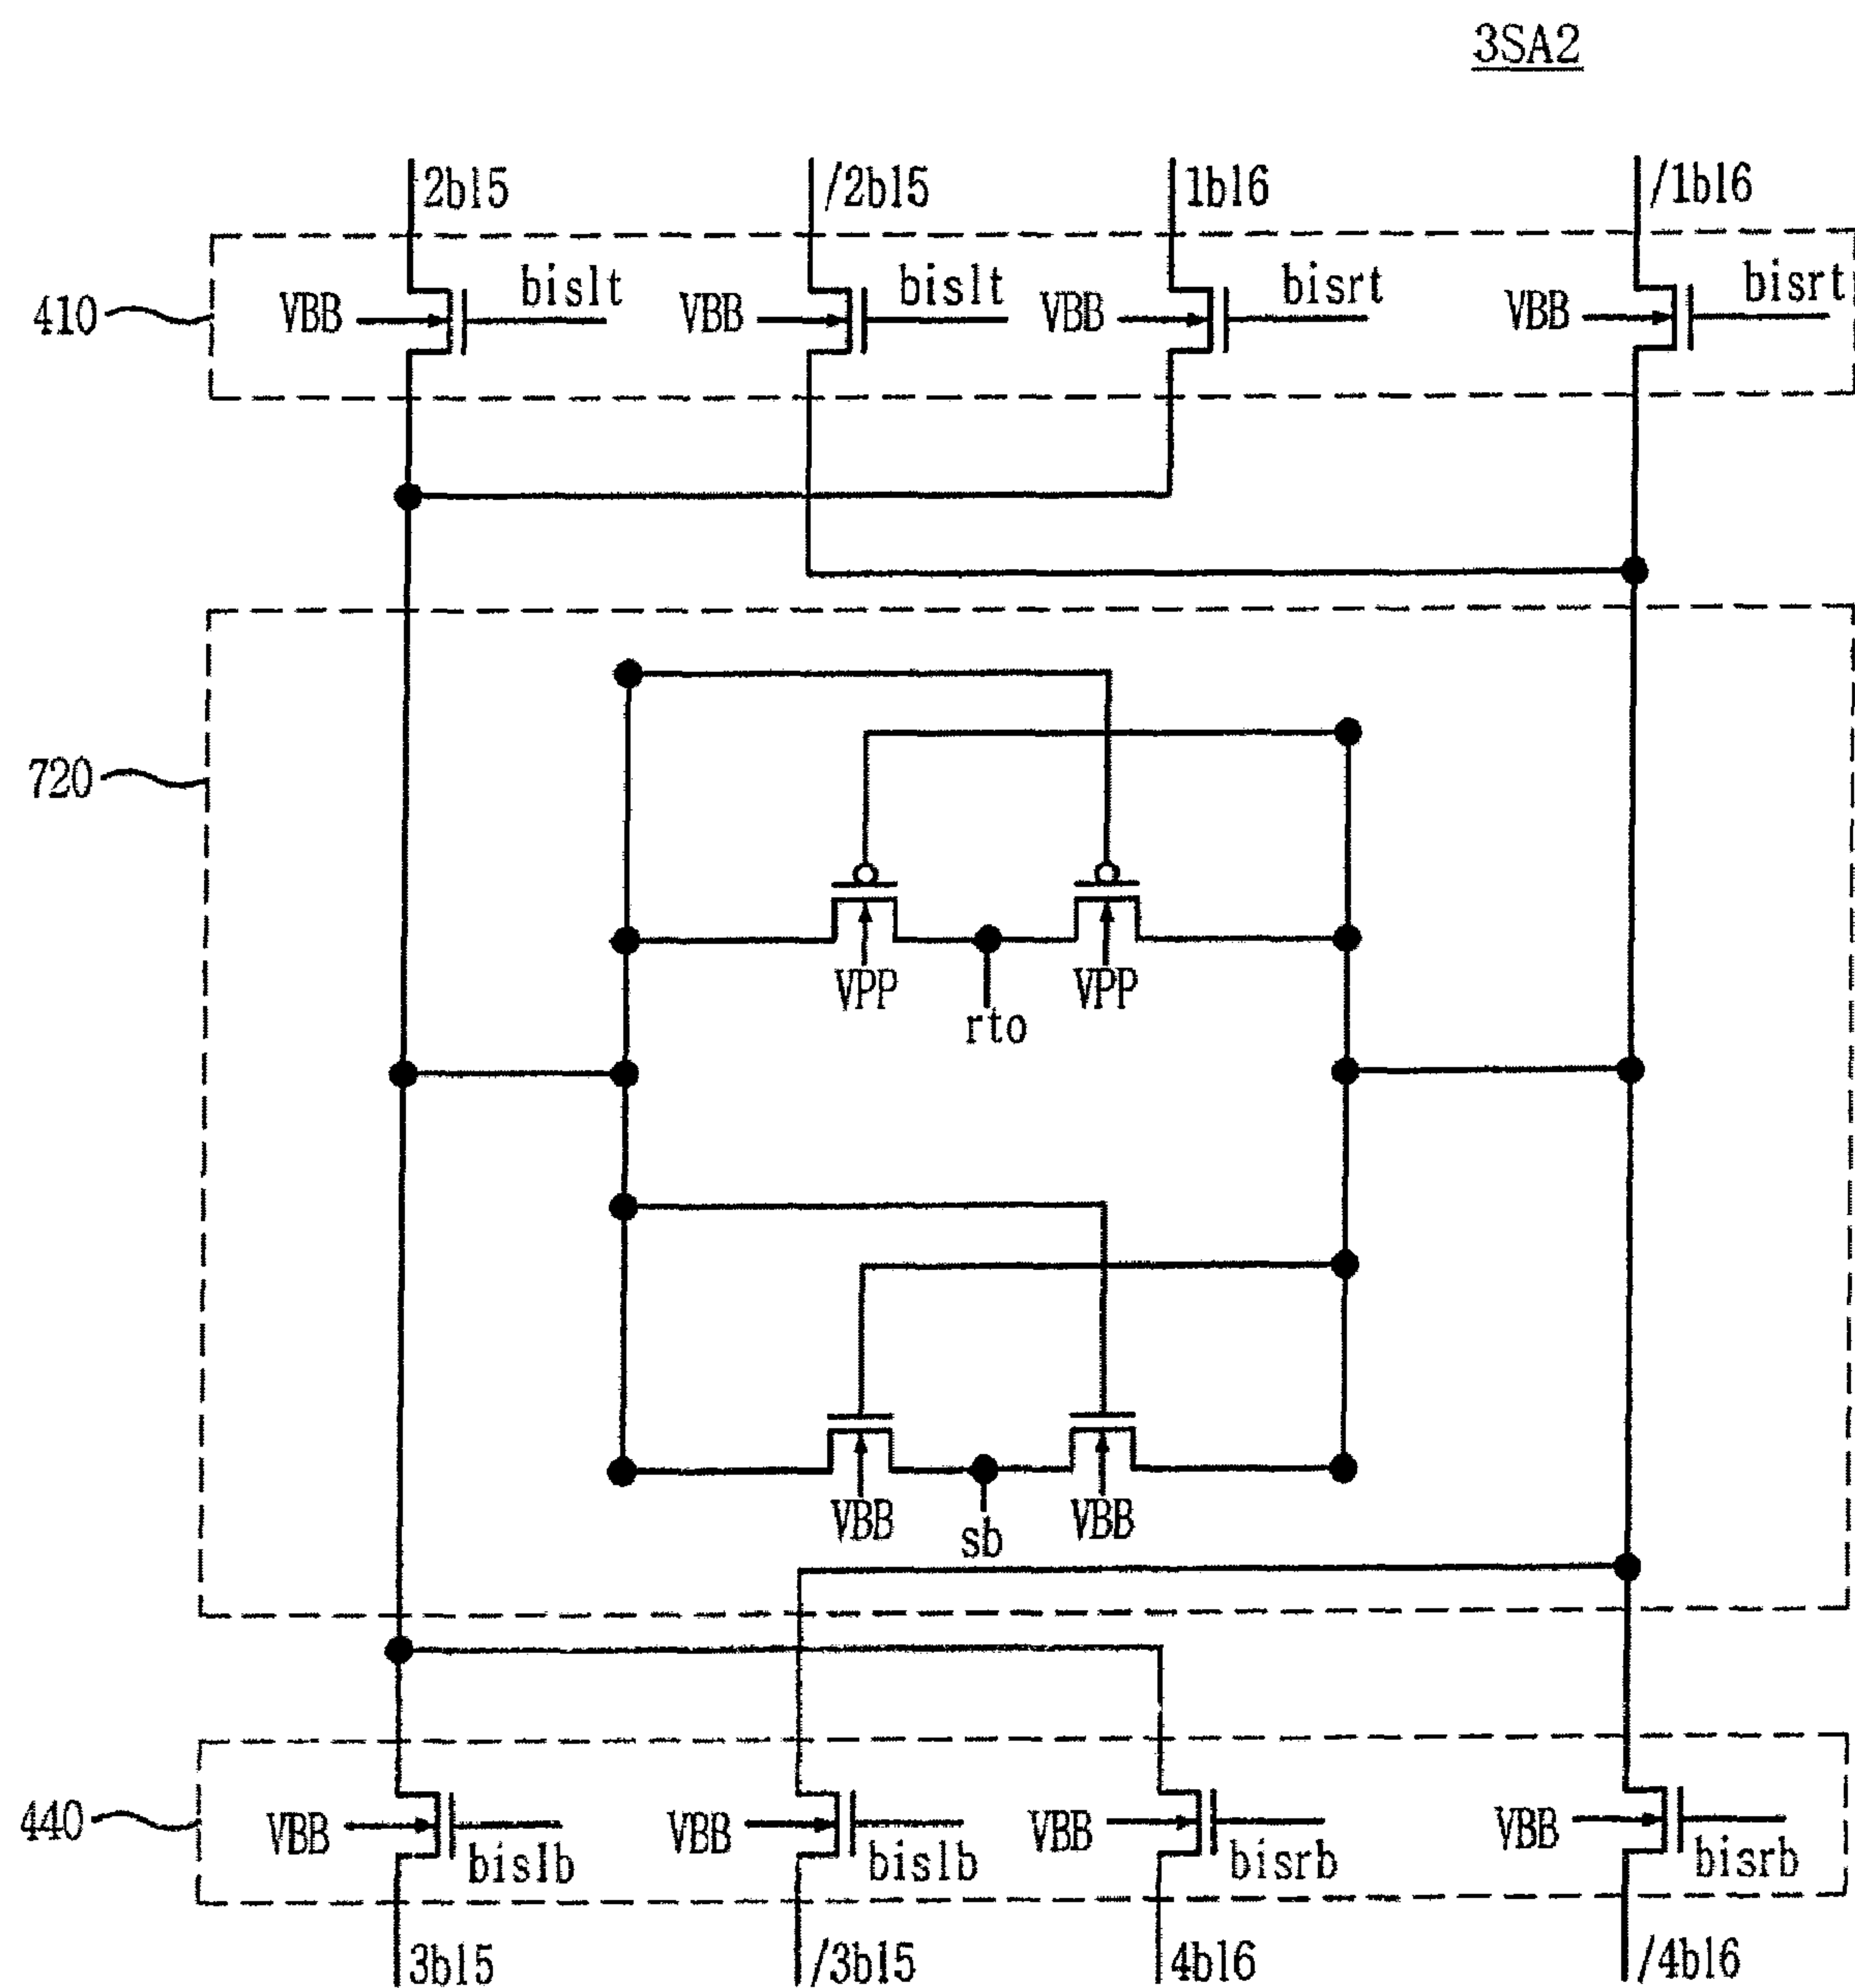 3SA2
2bl5 /2bl5 1bl6 /1bl6
410 VBB bislt VBB bislt VBB bisrt VBB bisrt
720
VPP VPP
rto
VBB VBB
sb
440 VBB bislb VBB bislb VBB bisrb VBB bisrb
3bl5 /3bl5 4bl6 /4bl6